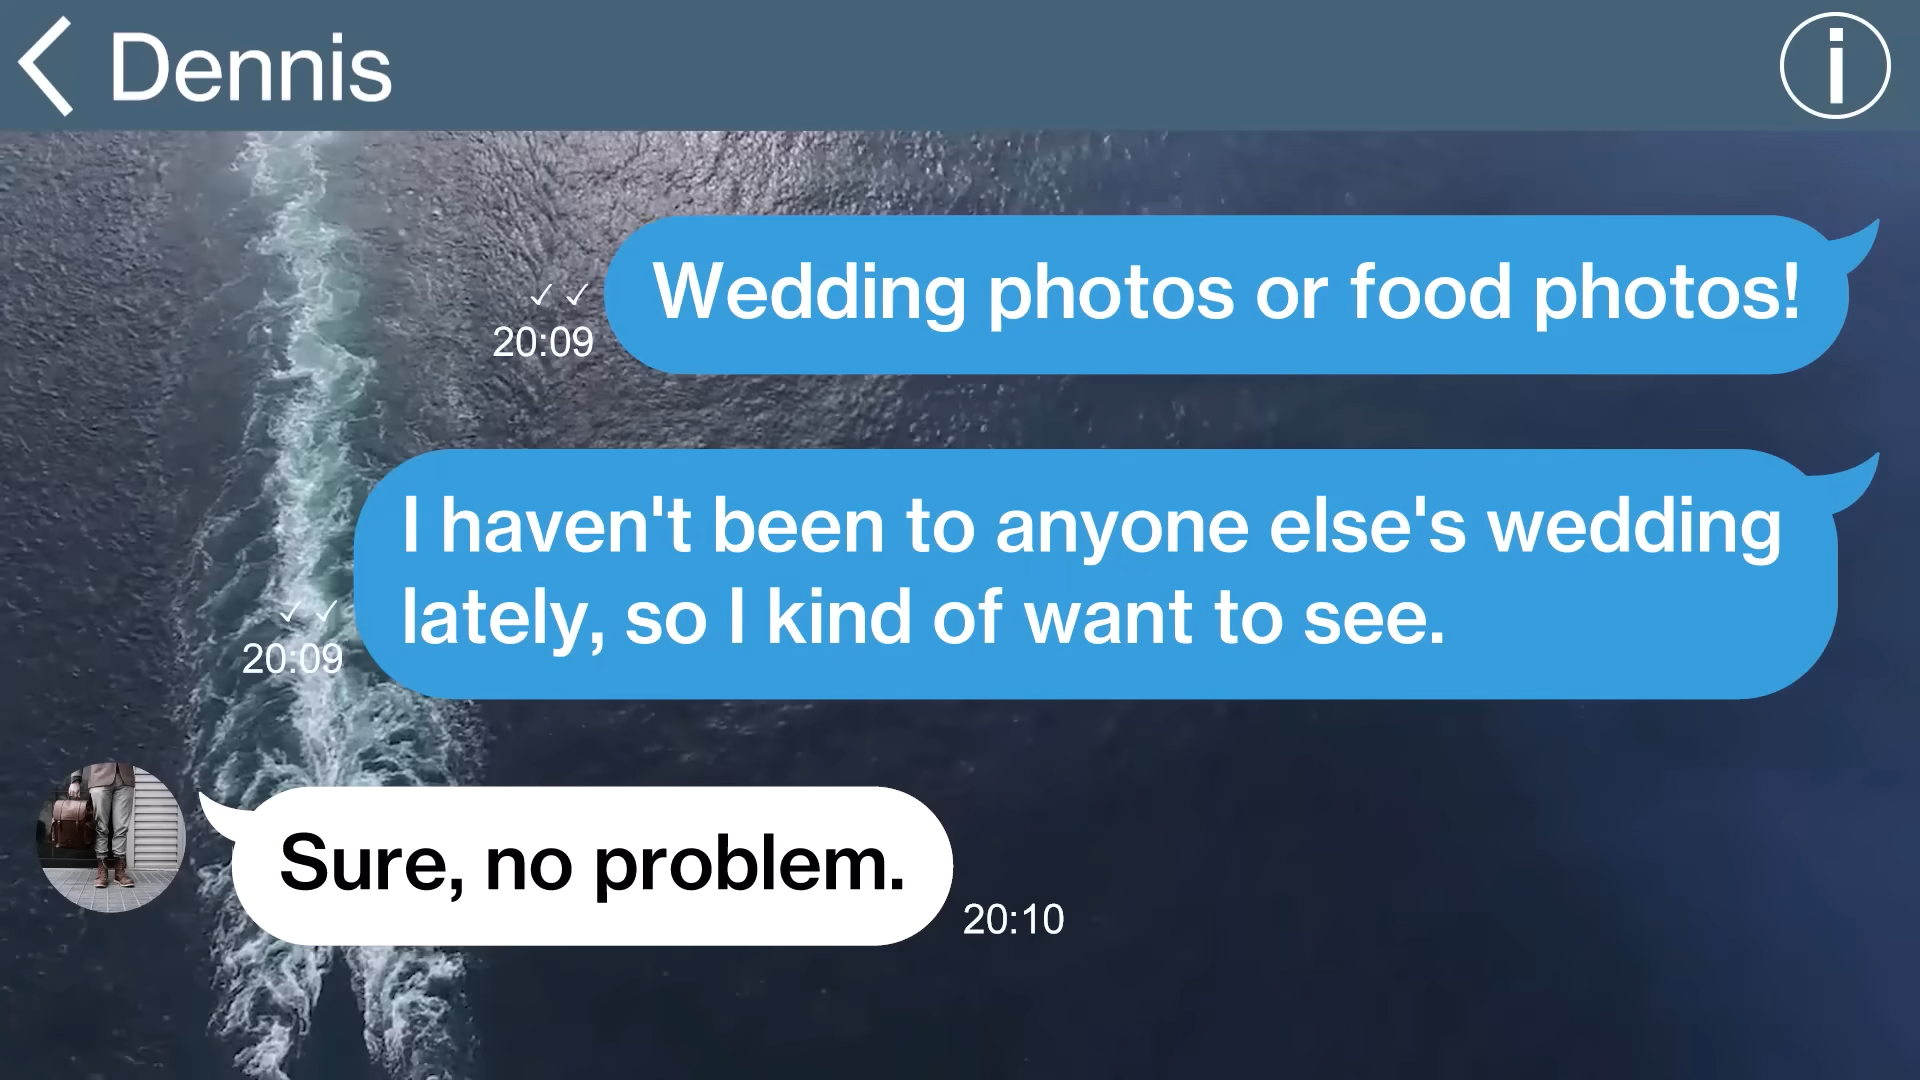 Dennis
Wedding photos or food photos!
✓✓
20:09
I haven't been to anyone else's wedding
lately, so I kind of want to see.
✓✓
20:09
Sure, no problem.
20:10